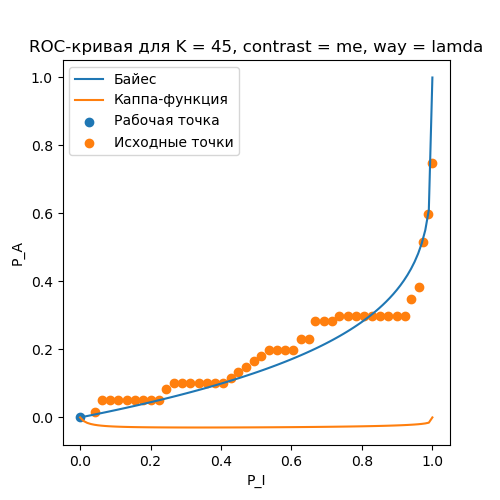 ROC-кривая для K = 45, contrast = me, way = lamda
Байес
Каппа-функция
Рабочая точка
Исходные точки
1.0
0.8
0.6
0.4
0.2
0.0
P_A
0.0 0.2 0.4 0.6 0.8 1.0
P_I